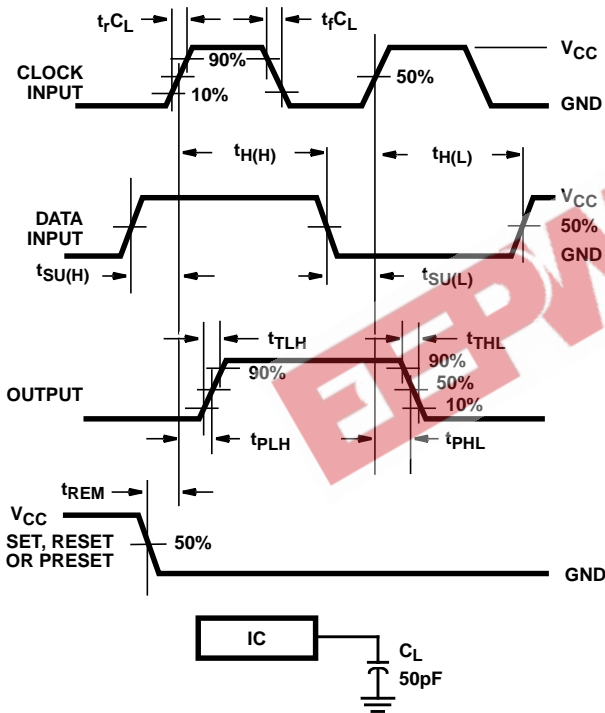 trCL
tfCL
VCC
CLOCK
INPUT
90%
10%
50%
GND
tH(H)
tH(L)
DATA
INPUT
VCC
50%
GND
tSU(H)
tSU(L)
tTLH
tTHL
90%
90%
OUTPUT
50%
10%
tPLH
tPHL
tREM
VCC
SET, RESET
OR PRESET
50%
GND
IC
CL
50pF